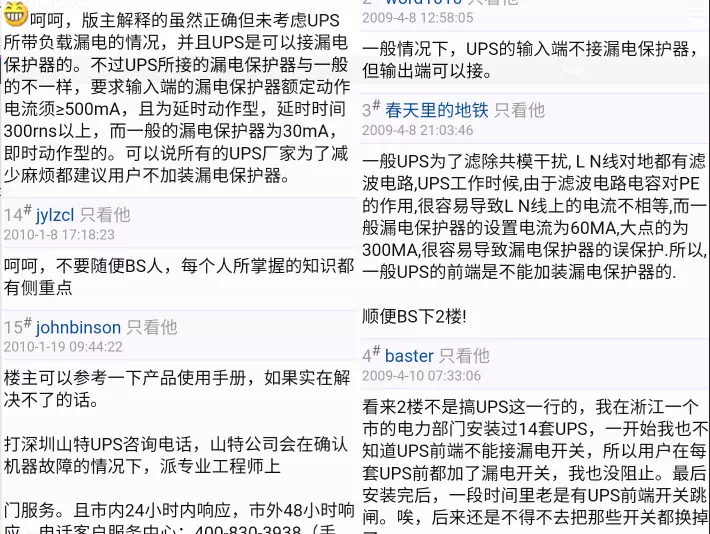 呵呵，版主解释的虽然正确但未考虑UPS
所带负载漏电的情况，并且UPS是可以接漏电
保护器的。不过UPS所接的漏电保护器与一般
的不一样，要求输入端的漏电保护器额定动作
电流须≥500mA，且为延时动作型，延时时间
300rns以上，而一般的漏电保护器为30mA，
即时动作型的。可以说所有的UPS厂家为了减
少麻烦都建议用户不加装漏电保护器。
14# jylzcl 只看他
2010-1-8 17:18:23
呵呵，不要随便BS人，每个人所掌握的知识都
有侧重点
15# johnbinson 只看他
2010-1-19 09:44:22
楼主可以参考一下产品使用手册，如果实在解
决不了的话。
打深圳山特UPS咨询电话，山特公司会在确认
机器故障的情况下，派专业工程师上
门服务。且市内24小时内响应，市外48小时响
应，电话客户服务中心：400-830-3938（手
2009-4-8 12:58:05
一般情况下，UPS的输入端不接漏电保护器，
但输出端可以接。
3# 春天里的地铁 只看他
2009-4-8 21:03:46
一般UPS为了滤除共模干扰, L N线对地都有滤
波电路,UPS工作时候,由于滤波电路电容对PE
的作用,很容易导致L N线上的电流不相等,而一
般漏电保护器的设置电流为60MA,大点的为
300MA,很容易导致漏电保护器的误保护.所以,
一般UPS的前端是不能加装漏电保护器的.
顺便BS下2楼!
4# baster 只看他
2009-4-10 07:33:06
看来2楼不是搞UPS这一行的，我在浙江一个
市的电力部门安装过14套UPS，一开始我也不
知道UPS前端不能接漏电开关，所以用户在每
套UPS前都加了漏电开关，我也没阻止。最后
安装完后，一段时间里老是有UPS前端开关跳
闸。唉，后来还是不得不去把那些开关都换掉